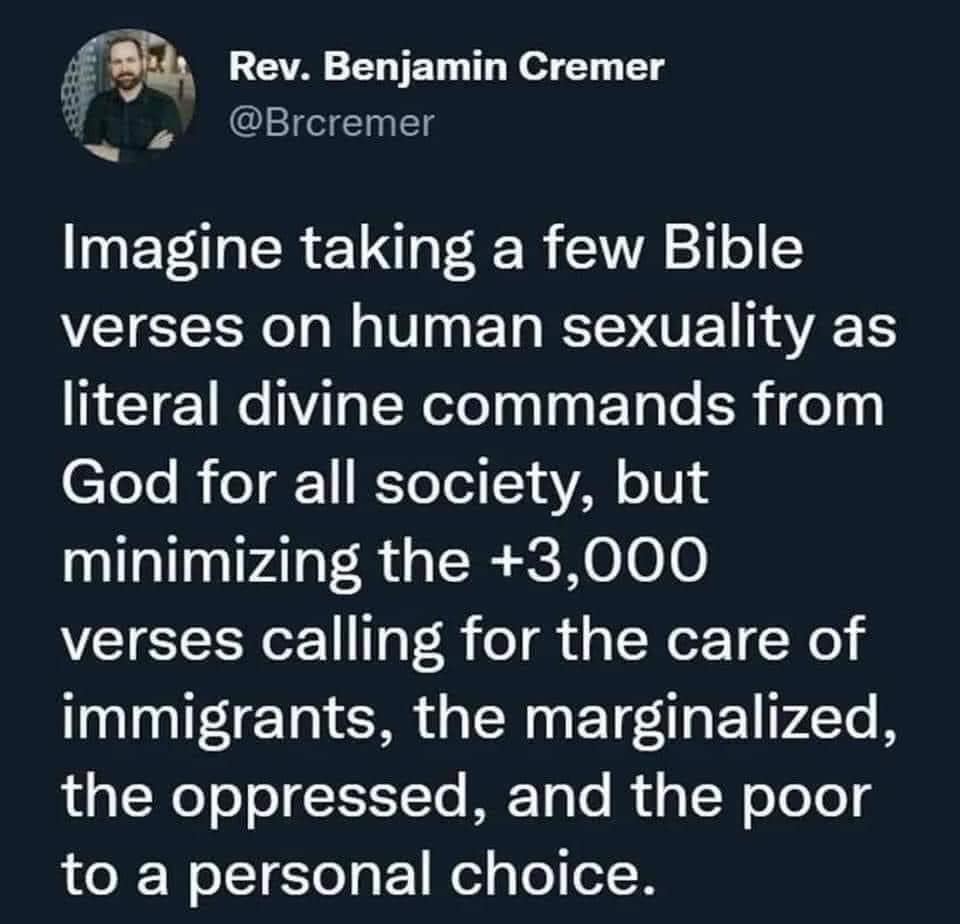 Rev. Benjamin Cremer
@Brcremer
Imagine taking a few Bible
verses on human sexuality as
literal divine commands from
God for all society, but
minimizing the +3,000
verses calling for the care of
immigrants, the marginalized,
the oppressed, and the poor
to a personal choice.